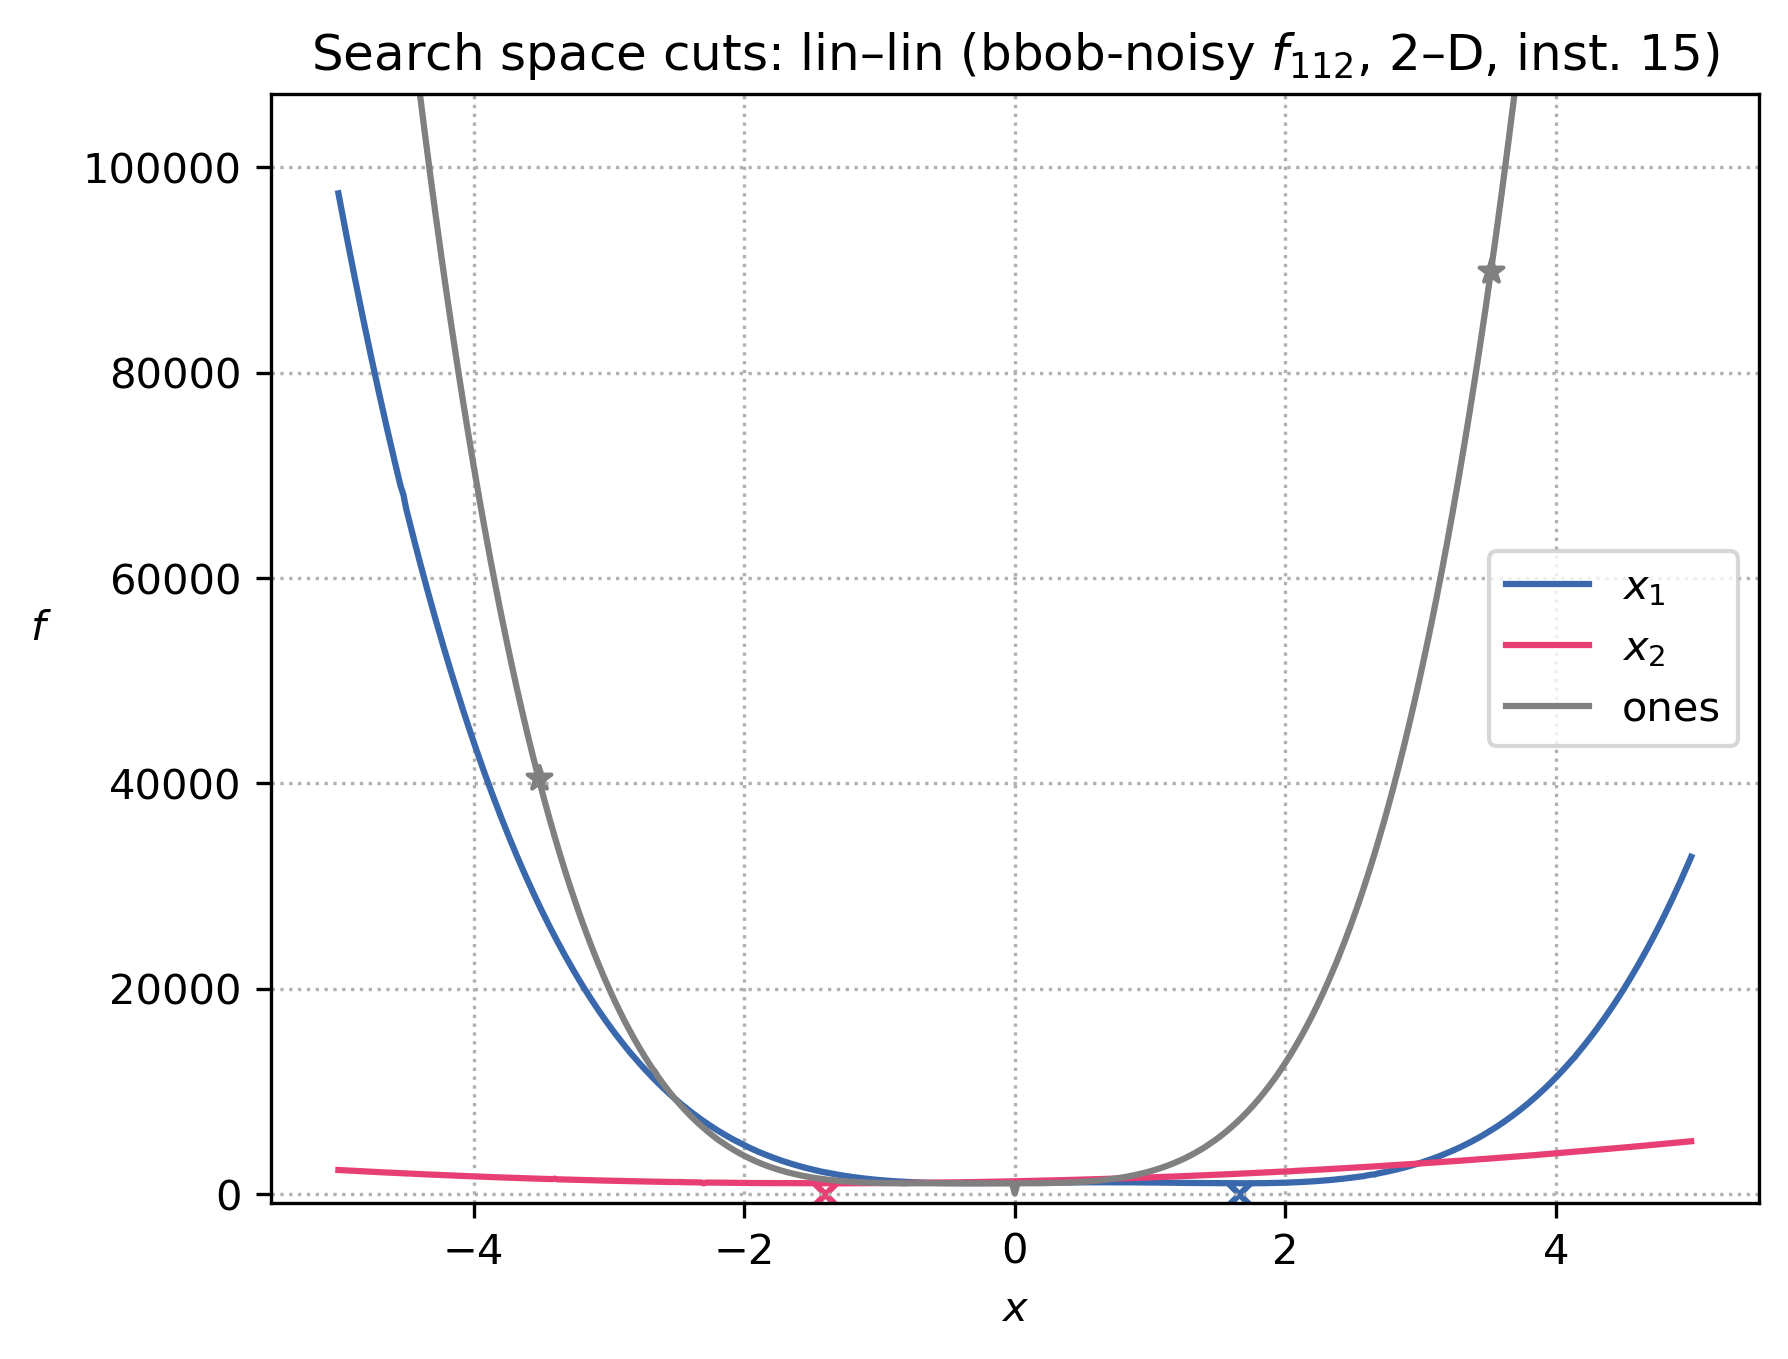 Search space cuts: lin–lin (bbob-noisy f₁₁₂, 2–D, inst. 15)
100000
80000
60000
40000
20000
0
f
x₁
x₂
ones
−4
−2
0
2
4
x